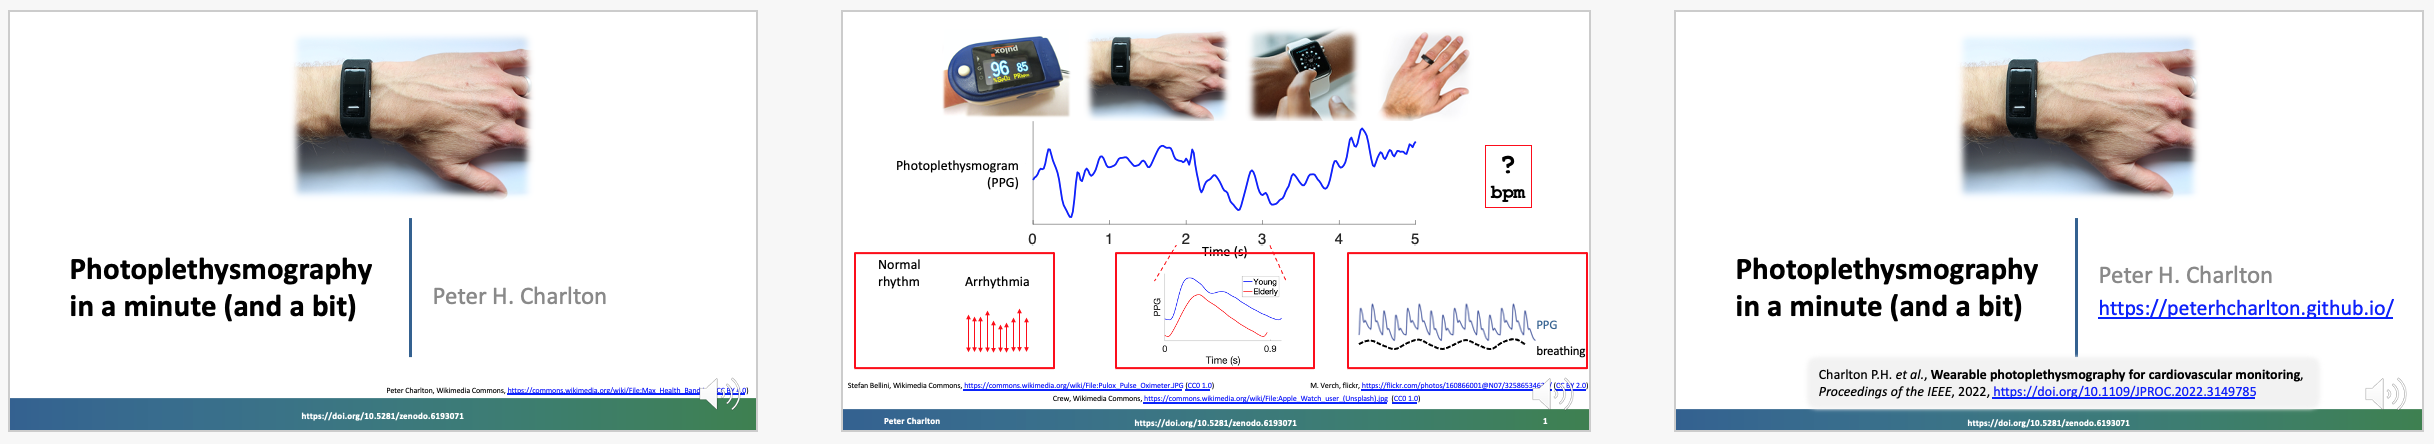 Photoplethysmography
in a minute (and a bit)
Peter H. Charlton
Peter Charlton, Wikimedia Commons, https://commons.wikimedia.org/wiki/File:Max_Health_Band
https://doi.org/10.5281/zenodo.6193071
pulox
96 85
%SpO2 PRbpm
Photoplethysmogram
(PPG)
?
bpm
0 1 2 3 4 5
Time (s)
Normal
rhythm
Arrhythmia
PPG
Young
Elderly
0 0.9
Time (s)
PPG
breathing
Stefan Bellini, Wikimedia Commons, https://commons.wikimedia.org/wiki/File:Pulox_Pulse_Oximeter.JPG (CC0 1.0)
M. Verch, flickr, https://flickr.com/photos/160866001@N07/3258653467 (CC BY 2.0)
Crew, Wikimedia Commons, https://commons.wikimedia.org/wiki/File:Apple_Watch_user_(Unsplash).jpg (CC0 1.0)
Peter Charlton
https://doi.org/10.5281/zenodo.6193071
1
Photoplethysmography
in a minute (and a bit)
Peter H. Charlton
https://peterhcharlton.github.io/
Charlton P.H. et al., Wearable photoplethysmography for cardiovascular monitoring,
Proceedings of the IEEE, 2022, https://doi.org/10.1109/JPROC.2022.3149785
https://doi.org/10.5281/zenodo.6193071